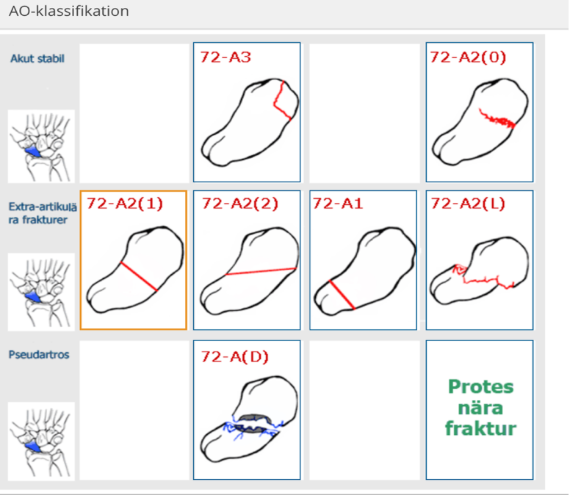 AO-klassifikation
Akut stabil
72-A3
72-A2(0)
Extra-artikulä
ra frakturer
72-A2(1)
72-A2(2)
72-A1
72-A2(L)
Pseudartros
72-A(D)
Protes
nära
fraktur